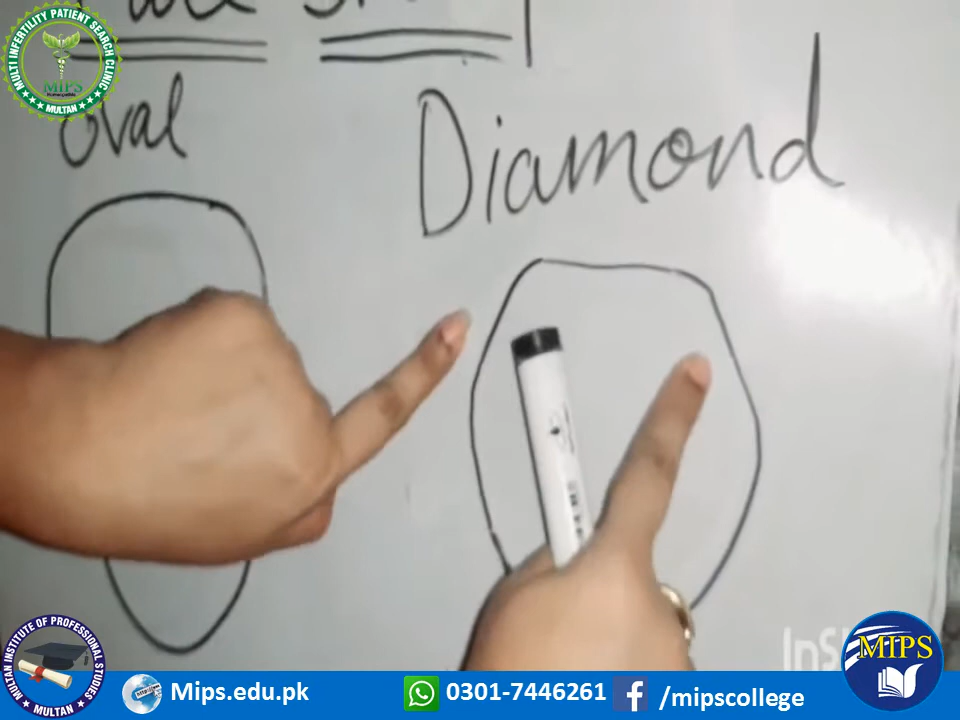 Oval
Diamond
MULTI INFERTILITY PATIENT SEARCH CLINIC
MIPS
MULTAN
MULTAN INSTITUTE OF PROFESSIONAL STUDIES
MULTAN
Mips.edu.pk
0301-7446261
/mipscollege
MIPS